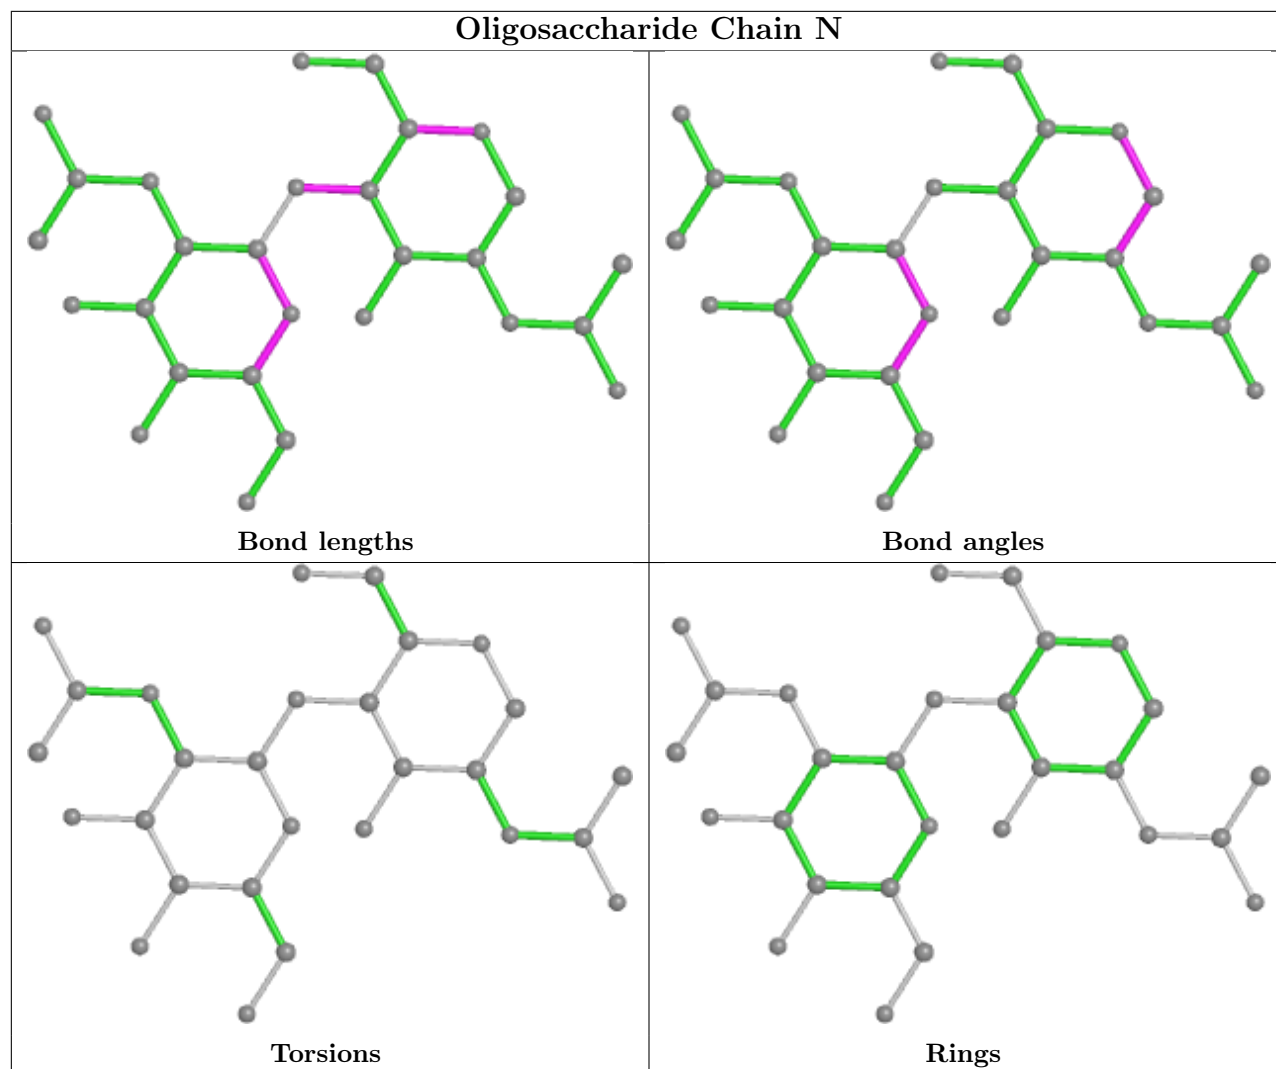 Oligosaccharide Chain N
Bond lengths
Bond angles
Torsions
Rings